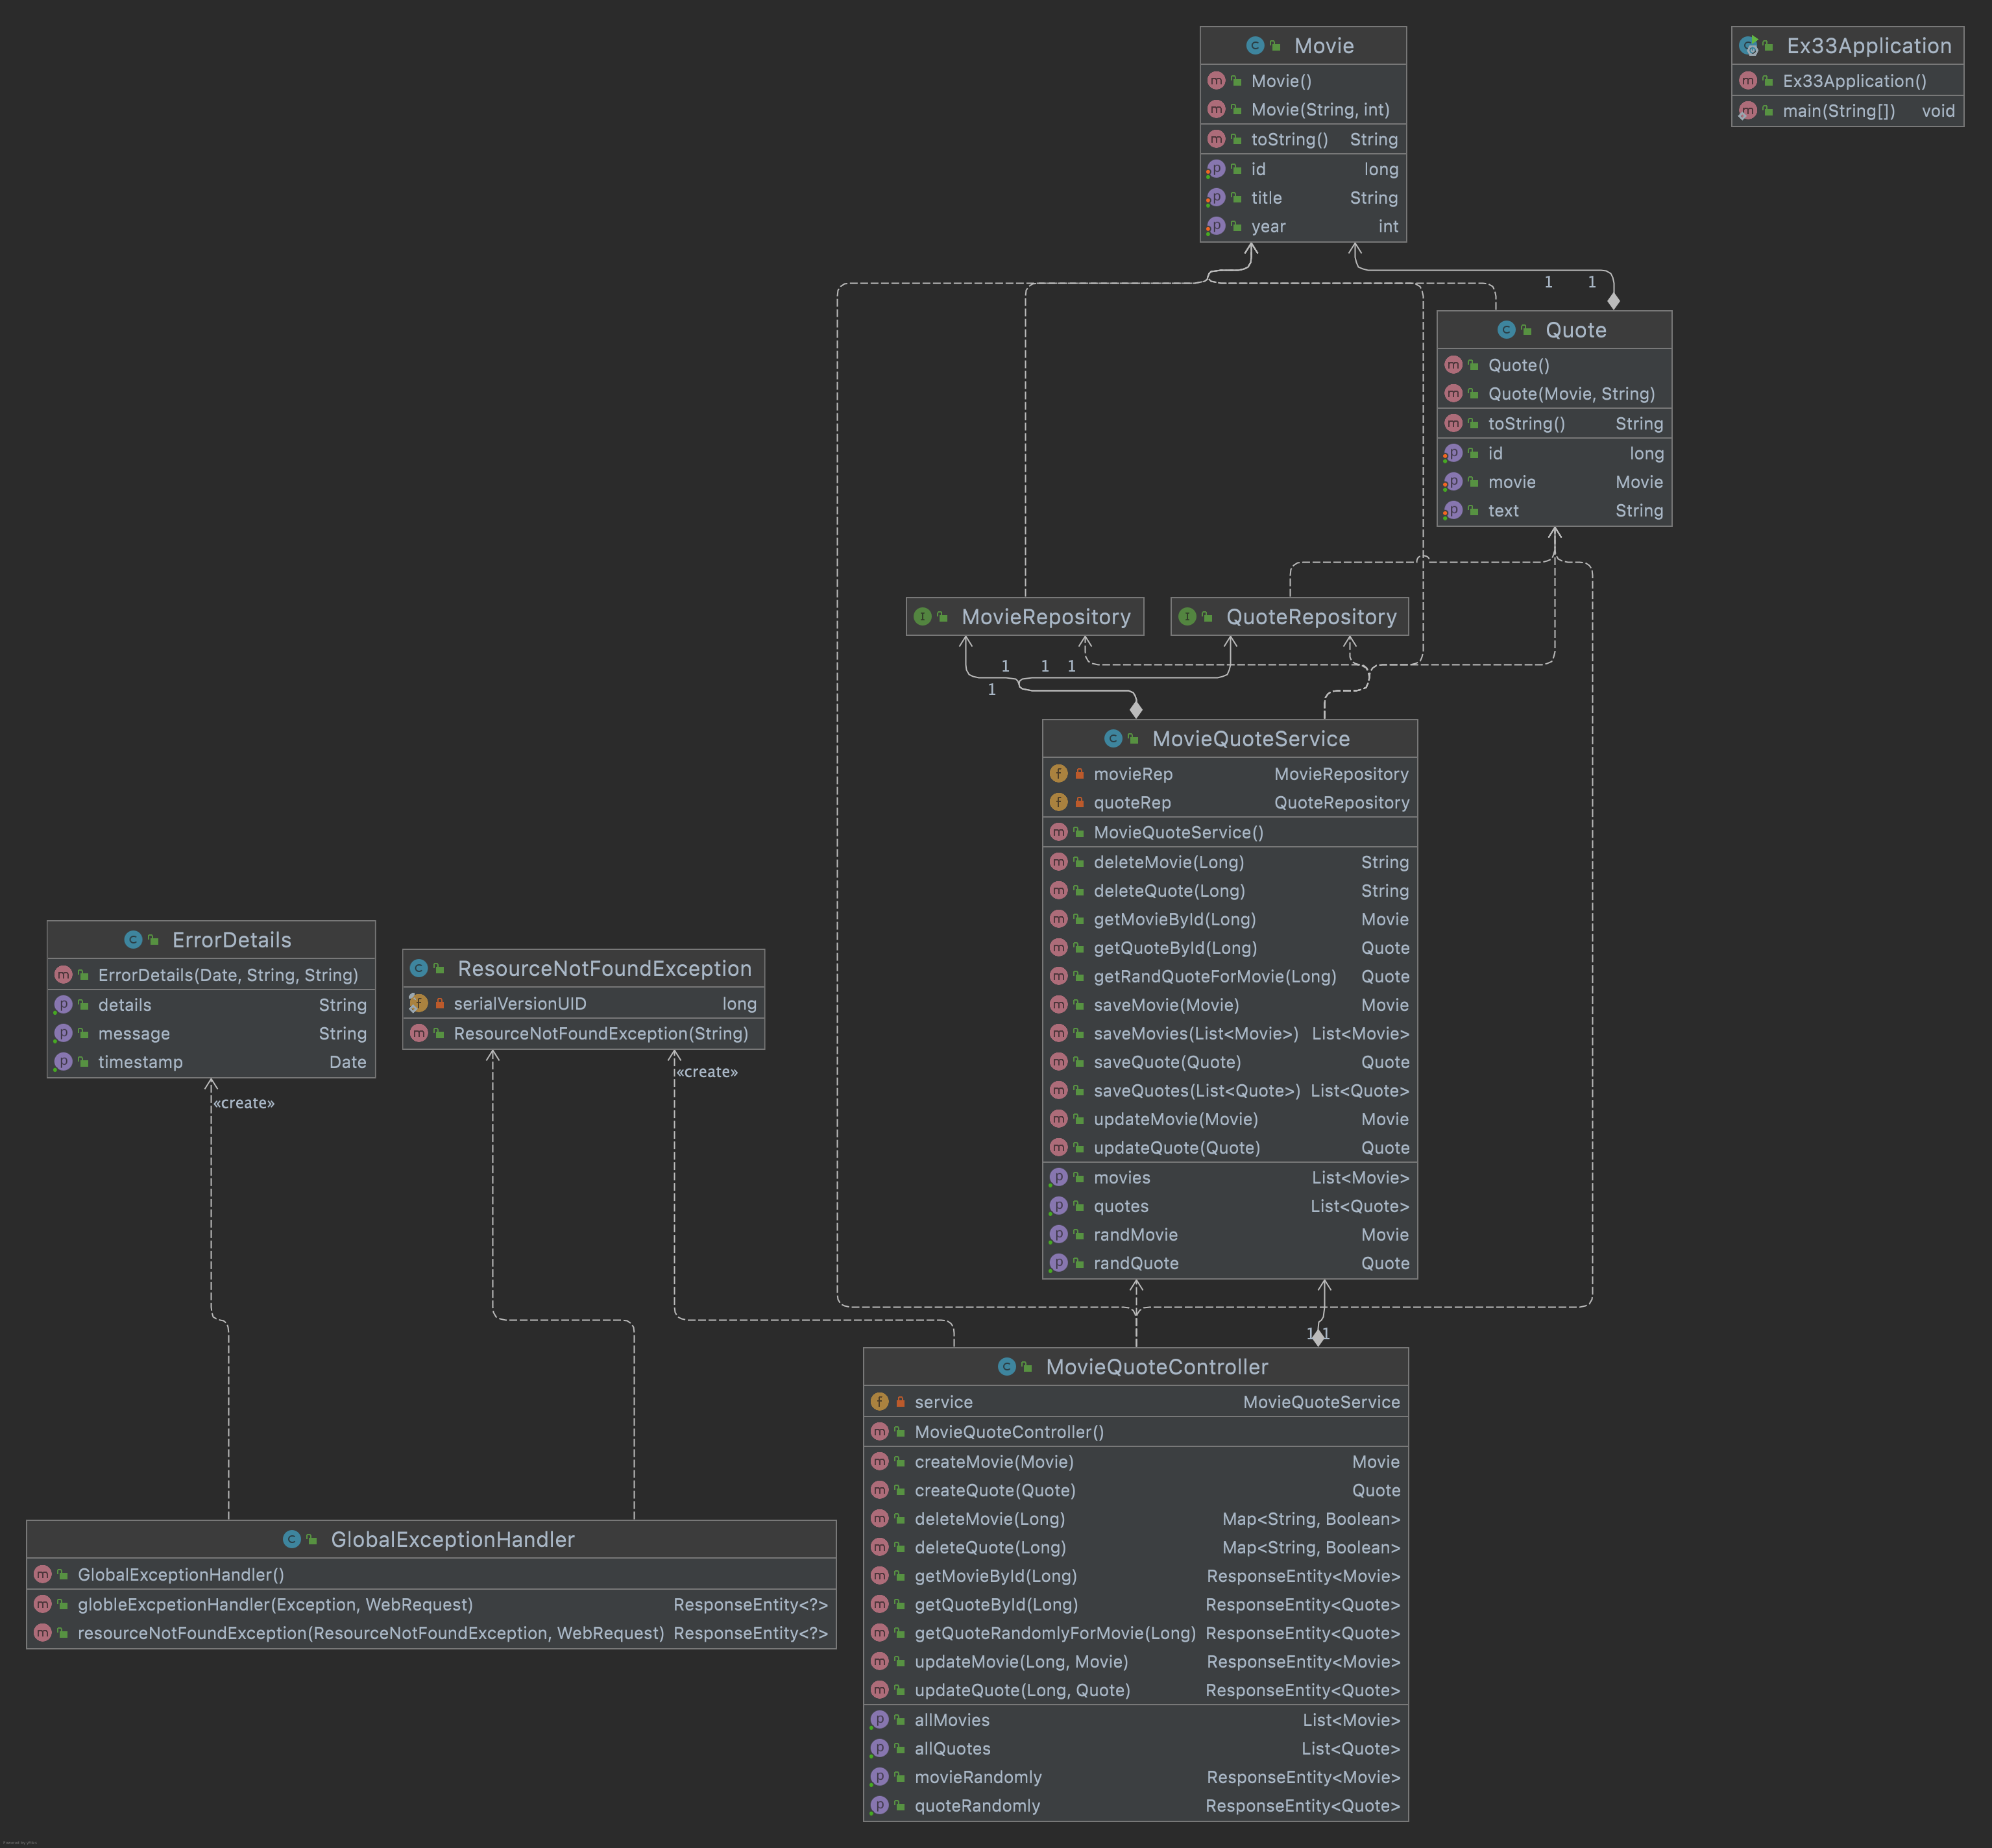 Movie
Movie()
Movie(String, int)
toString() String
id long
title String
year int
Ex33Application
Ex33Application()
main(String[]) void
1 1
Quote
Quote()
Quote(Movie, String)
toString() String
id long
movie Movie
text String
MovieRepository
QuoteRepository
1 1 1
1
MovieQuoteService
movieRep MovieRepository
quoteRep QuoteRepository
MovieQuoteService()
deleteMovie(Long) String
deleteQuote(Long) String
getMovieById(Long) Movie
getQuoteById(Long) Quote
getRandQuoteForMovie(Long) Quote
saveMovie(Movie) Movie
saveMovies(List<Movie>) List<Movie>
saveQuote(Quote) Quote
saveQuotes(List<Quote>) List<Quote>
updateMovie(Movie) Movie
updateQuote(Quote) Quote
movies List<Movie>
quotes List<Quote>
randMovie Movie
randQuote Quote
ErrorDetails
ErrorDetails(Date, String, String)
details String
message String
timestamp Date
«create»
ResourceNotFoundException
serialVersionUID long
ResourceNotFoundException(String)
«create»
1 1
MovieQuoteController
service MovieQuoteService
MovieQuoteController()
createMovie(Movie) Movie
createQuote(Quote) Quote
deleteMovie(Long) Map<String, Boolean>
deleteQuote(Long) Map<String, Boolean>
getMovieById(Long) ResponseEntity<Movie>
getQuoteById(Long) ResponseEntity<Quote>
getQuoteRandomlyForMovie(Long) ResponseEntity<Quote>
updateMovie(Long, Movie) ResponseEntity<Movie>
updateQuote(Long, Quote) ResponseEntity<Quote>
allMovies List<Movie>
allQuotes List<Quote>
movieRandomly ResponseEntity<Movie>
quoteRandomly ResponseEntity<Quote>
GlobalExceptionHandler
GlobalExceptionHandler()
globleExcpetionHandler(Exception, WebRequest) ResponseEntity<?>
resourceNotFoundException(ResourceNotFoundException, WebRequest) ResponseEntity<?>
Powered by yFiles